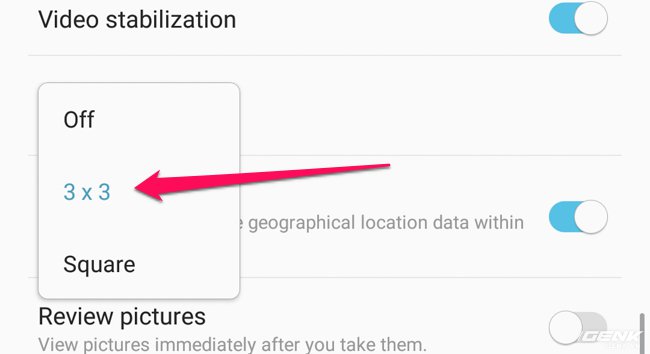 Video stabilization
Off
3 x 3
e geographical location data within
Square
Review pictures
View pictures immediately after you take them.
GENK